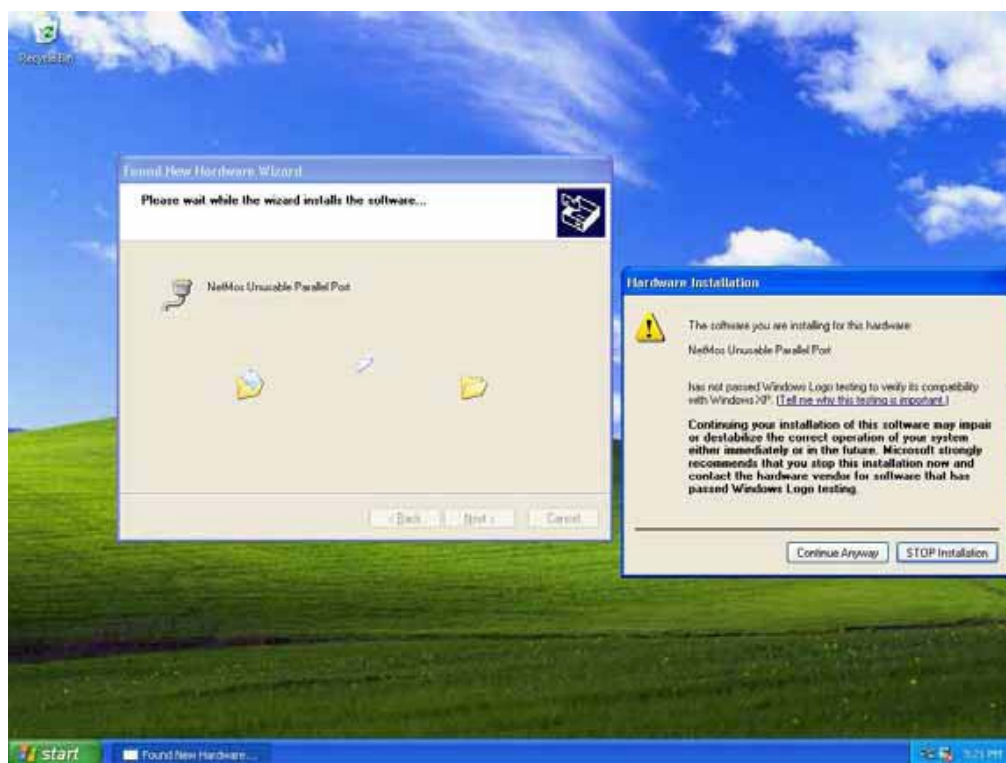 Recycle Bin
Found New Hardware Wizard
Please wait while the wizard installs the software...
NetMos Unusable Parallel Port
< Back
Next >
Cancel
Hardware Installation
The software you are installing for this hardware:
NetMos Unusable Parallel Port
has not passed Windows Logo testing to verify its compatibility
with Windows XP. (Tell me why this testing is important.)
Continuing your installation of this software may impair
or destabilize the correct operation of your system
either immediately or in the future. Microsoft strongly
recommends that you stop this installation now and
contact the hardware vendor for software that has
passed Windows Logo testing.
Continue Anyway
STOP Installation
start
Found New Hardware...
3:21 PM